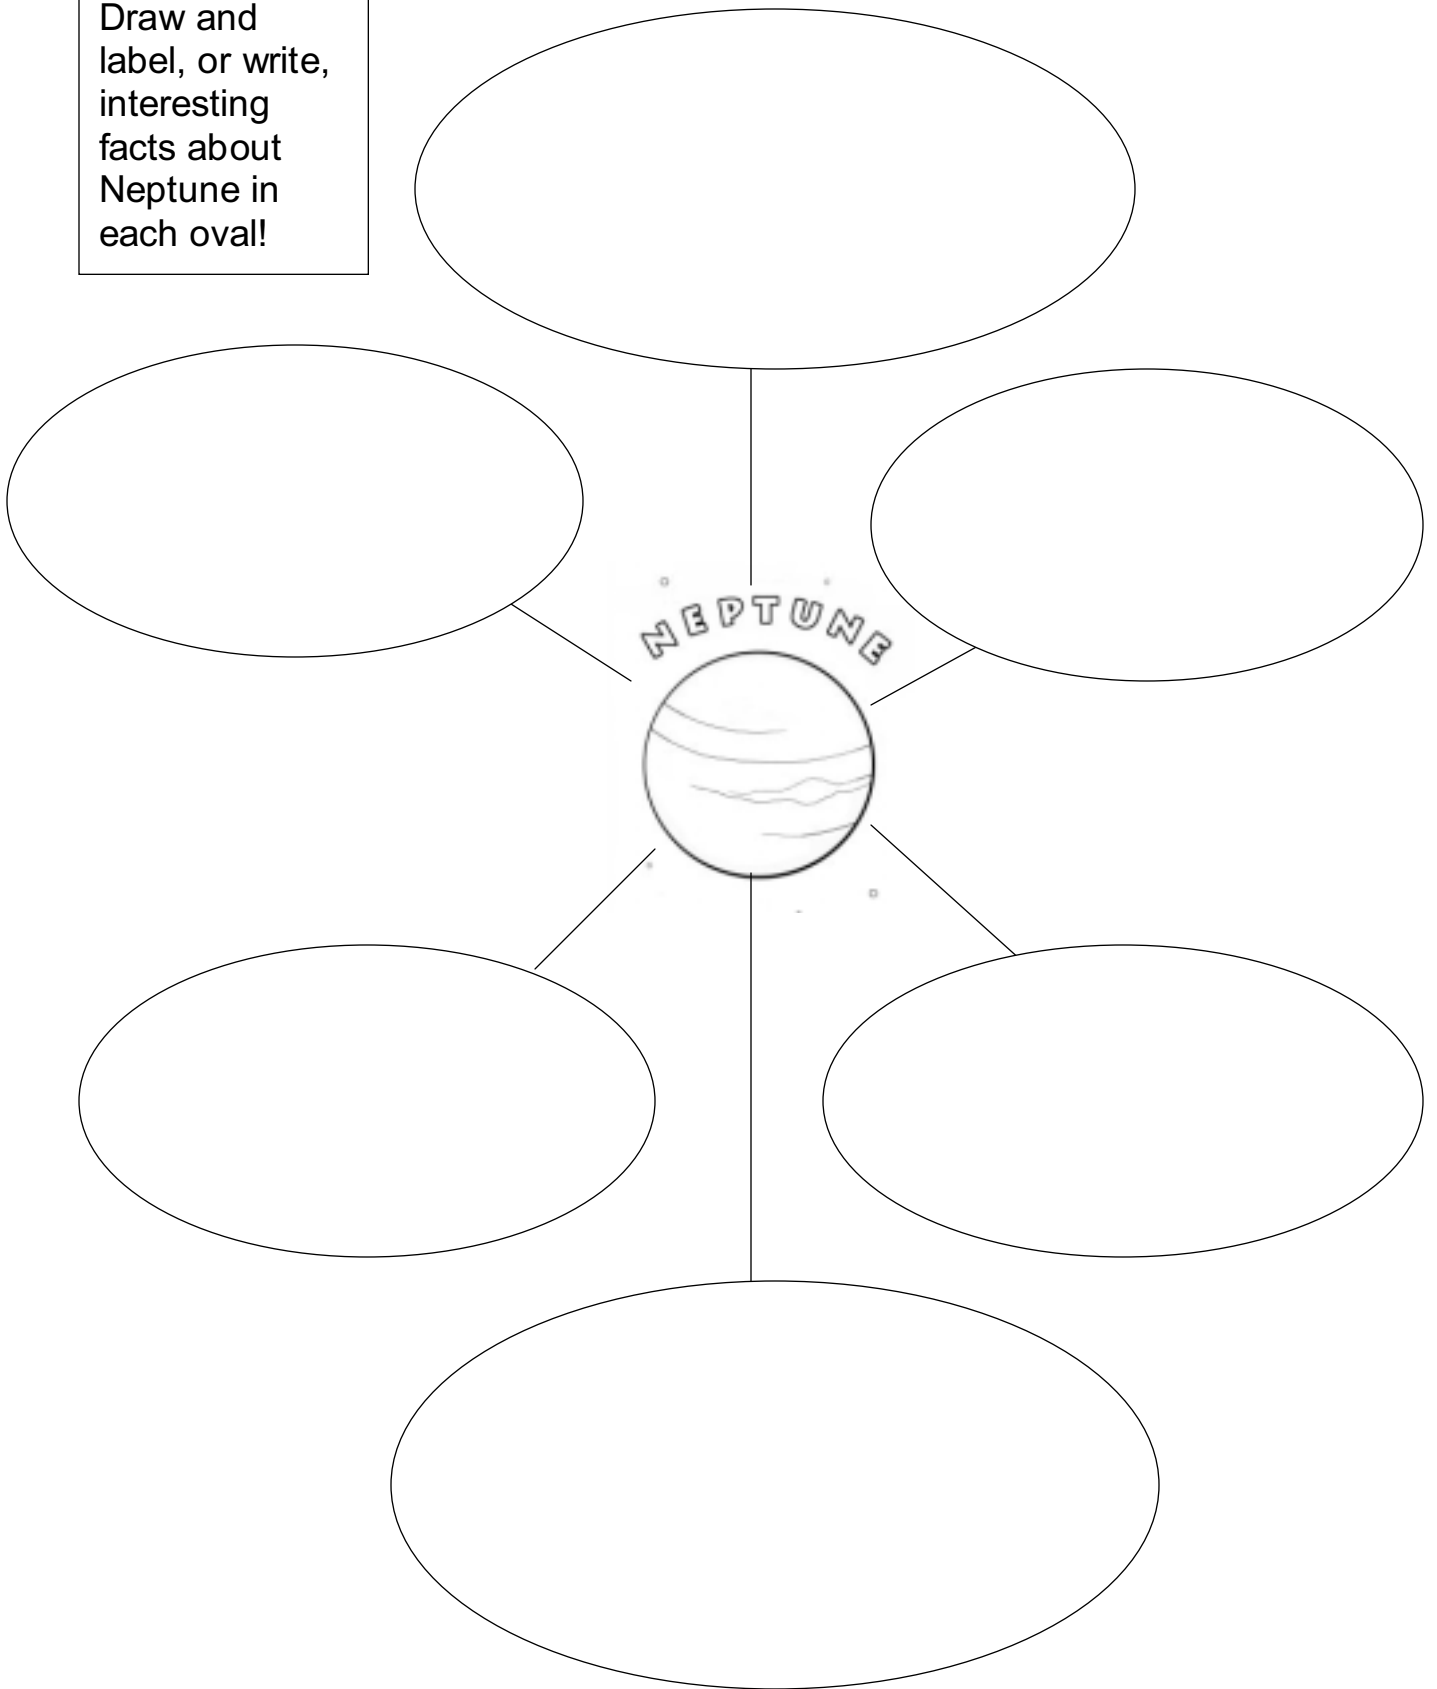 Draw and
label, or write,
interesting
facts about
Neptune in
each oval!
NEPTUNE